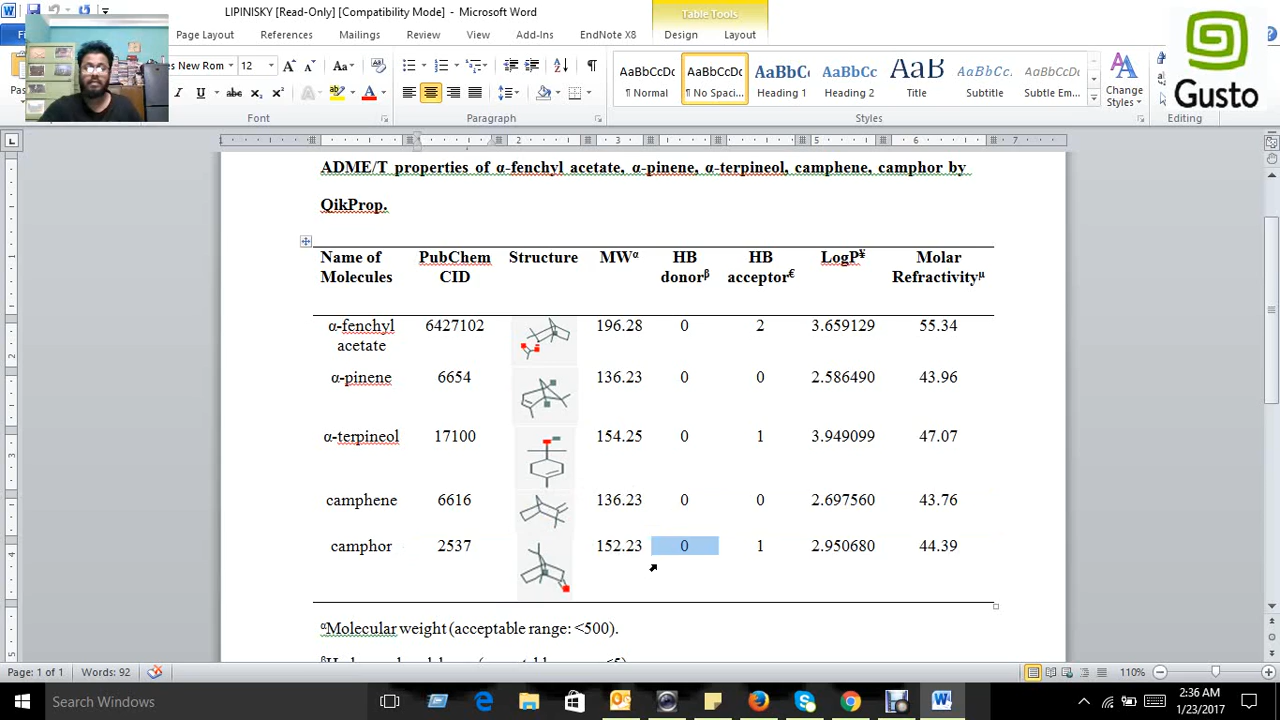 LIPINISKY [Read-Only] [Compatibility Mode] - Microsoft Word
Table Tools
Page Layout References Mailings Review View Add-Ins EndNote X8 Design Layout
es New Rom 12 Aa
AaBbCcDc AaBbCcDc AaBbCc AaBbCc AaB AaBbCcL AaBbCcDc
¶ Normal ¶ No Spaci... Heading 1 Heading 2 Title Subtitle Subtle Em... Change Styles
Font Paragraph Styles Editing
Gusto
ADME/T properties of α-fenchyl acetate, α-pinene, α-terpineol, camphene, camphor by
QikProp.
Name of Molecules PubChem CID Structure MWα HB donorβ HB acceptor€ LogP¥ Molar Refractivityµ
α-fenchyl acetate 6427102 196.28 0 2 3.659129 55.34
α-pinene 6654 136.23 0 0 2.586490 43.96
α-terpineol 17100 154.25 0 1 3.949099 47.07
camphene 6616 136.23 0 0 2.697560 43.76
camphor 2537 152.23 0 1 2.950680 44.39
αMolecular weight (acceptable range: <500).
Page: 1 of 1 Words: 92 110%
Search Windows
2:36 AM
1/23/2017